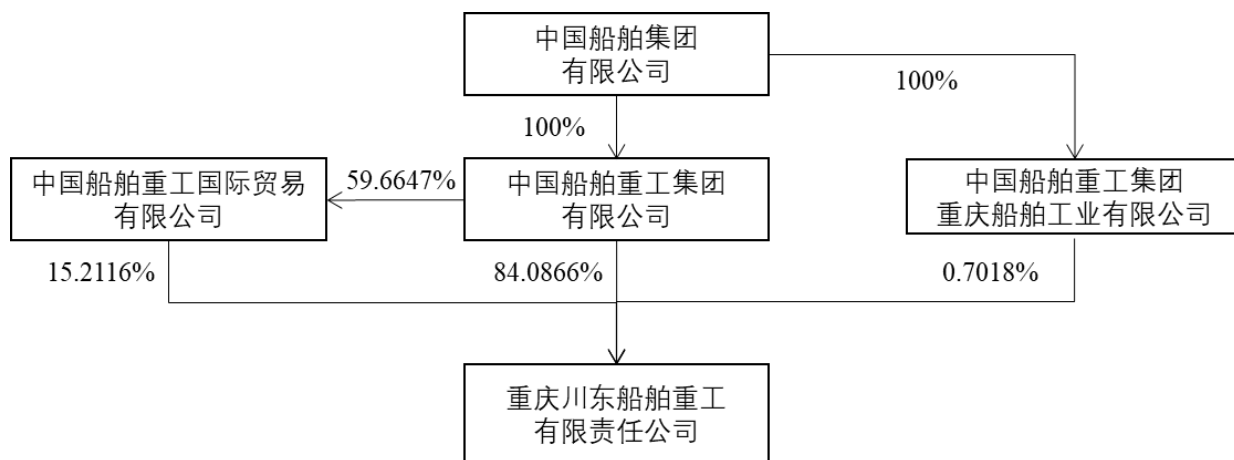 中国船舶集团
有限公司
100%
100%
中国船舶重工国际贸易
有限公司
59.6647%
中国船舶重工集团
有限公司
中国船舶重工集团
重庆船舶工业有限公司
15.2116%
84.0866%
0.7018%
重庆川东船舶重工
有限责任公司